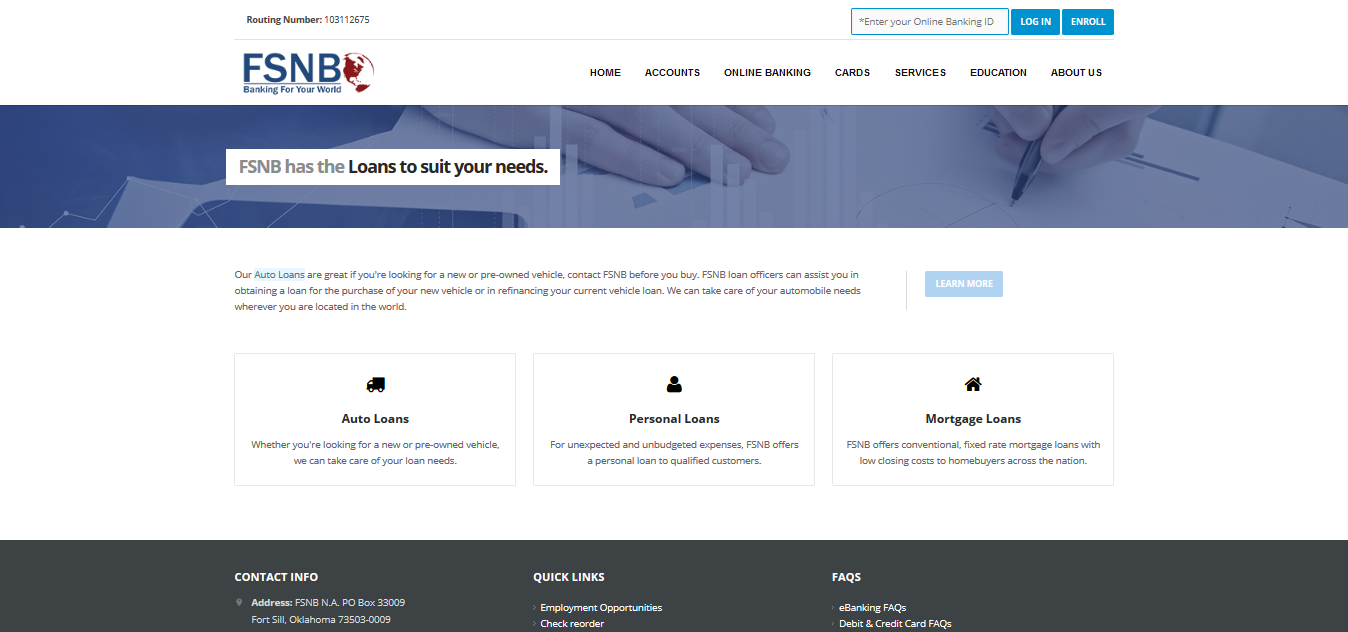 Routing Number: 103112675
*Enter your Online Banking ID
LOG IN
ENROLL
FSNB
Banking For Your World
HOME
ACCOUNTS
ONLINE BANKING
CARDS
SERVICES
EDUCATION
ABOUT US
FSNB has the Loans to suit your needs.
Our Auto Loans are great if you're looking for a new or pre-owned vehicle, contact FSNB before you buy. FSNB loan officers can assist you in
obtaining a loan for the purchase of your new vehicle or in refinancing your current vehicle loan. We can take care of your automobile needs
wherever you are located in the world.
LEARN MORE
Auto Loans
Whether you're looking for a new or pre-owned vehicle,
we can take care of your loan needs.
Personal Loans
For unexpected and unbudgeted expenses, FSNB offers
a personal loan to qualified customers.
Mortgage Loans
FSNB offers conventional, fixed rate mortgage loans with
low closing costs to homebuyers across the nation.
CONTACT INFO
Address: FSNB N.A. PO Box 33009
Fort Sill, Oklahoma 73503-0009
QUICK LINKS
Employment Opportunities
Check reorder
FAQS
eBanking FAQs
Debit & Credit Card FAQs